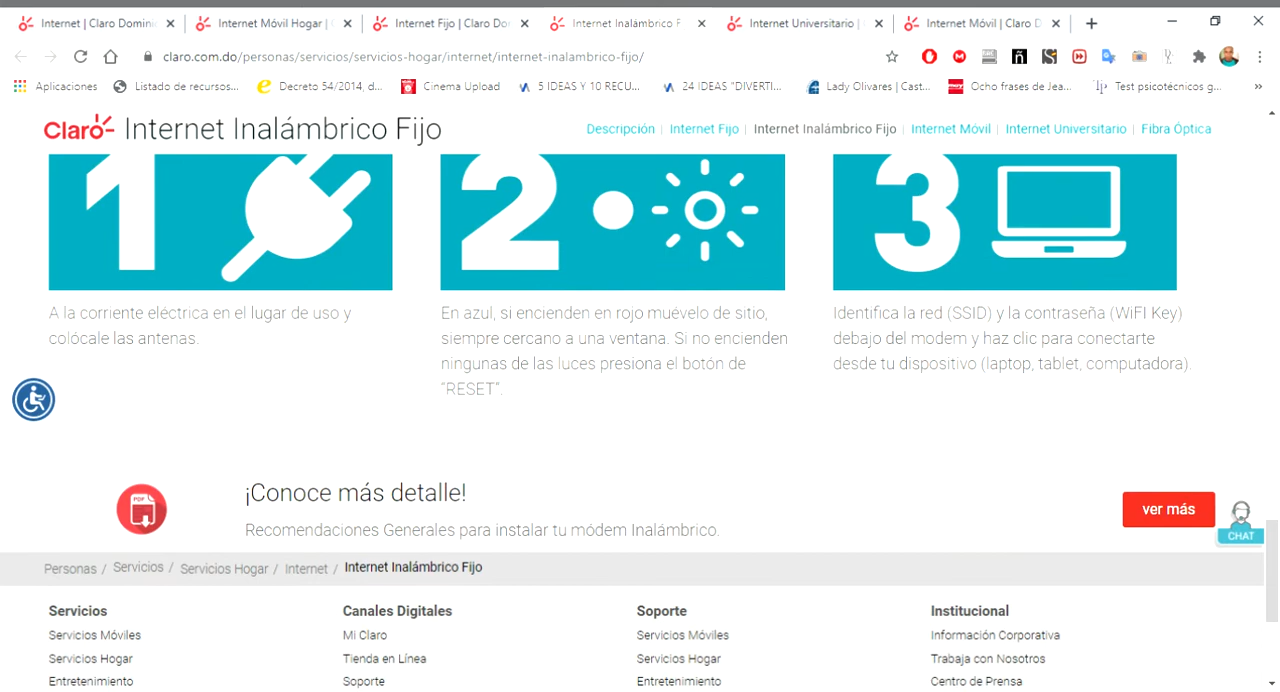 Internet | Claro Domini
Internet Móvil Hogar |
Internet Fijo | Claro Do
Internet Inalámbrico F
Internet Universitario |
Internet Móvil | Claro D
claro.com.do/personas/servicios/servicios-hogar/internet/internet-inalambrico-fijo/
Aplicaciones
Listado de recursos...
Decreto 54/2014, d...
Cinema Upload
5 IDEAS Y 10 RECU...
24 IDEAS "DIVERTI...
Lady Olivares | Cast...
Ocho frases de Jea...
Test psicotécnicos g...
Claro Internet Inalámbrico Fijo
Descripción | Internet Fijo | Internet Inalámbrico Fijo | Internet Móvil | Internet Universitario | Fibra Óptica
1
A la corriente eléctrica en el lugar de uso y
colócale las antenas.
2
En azul, si encienden en rojo muévelo de sitio,
siempre cercano a una ventana. Si no encienden
ningunas de las luces presiona el botón de
"RESET".
3
Identifica la red (SSID) y la contraseña (WiFI Key)
debajo del modem y haz clic para conectarte
desde tu dispositivo (laptop, tablet, computadora).
PDF
¡Conoce más detalle!
Recomendaciones Generales para instalar tu módem Inalámbrico.
ver más
CHAT
Personas / Servicios / Servicios Hogar / Internet / Internet Inalámbrico Fijo
Servicios
Servicios Móviles
Servicios Hogar
Entretenimiento
Canales Digitales
Mi Claro
Tienda en Línea
Soporte
Soporte
Servicios Móviles
Servicios Hogar
Entretenimiento
Institucional
Información Corporativa
Trabaja con Nosotros
Centro de Prensa